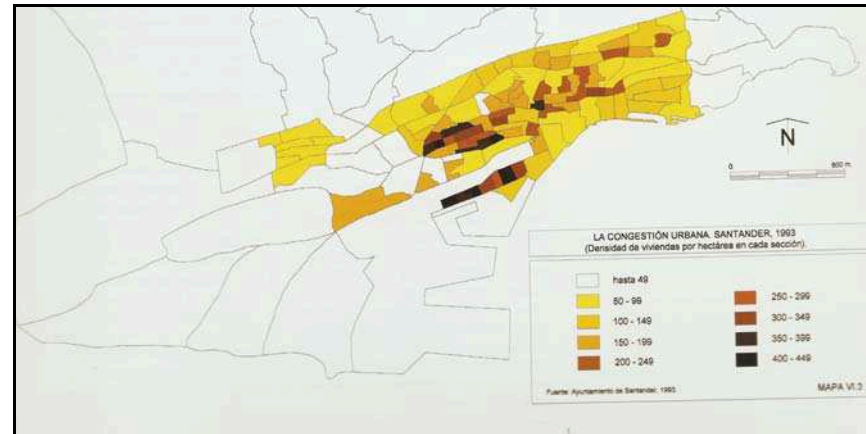 N
0 600 m.
LA CONGESTIÓN URBANA. SANTANDER, 1993
(Densidad de viviendas por hectárea en cada sección).
hasta 49
50 - 99
100 - 149
150 - 199
200 - 249
250 - 299
300 - 349
350 - 399
400 - 449
Fuente: Ayuntamiento de Santander, 1993.
MAPA VI.3